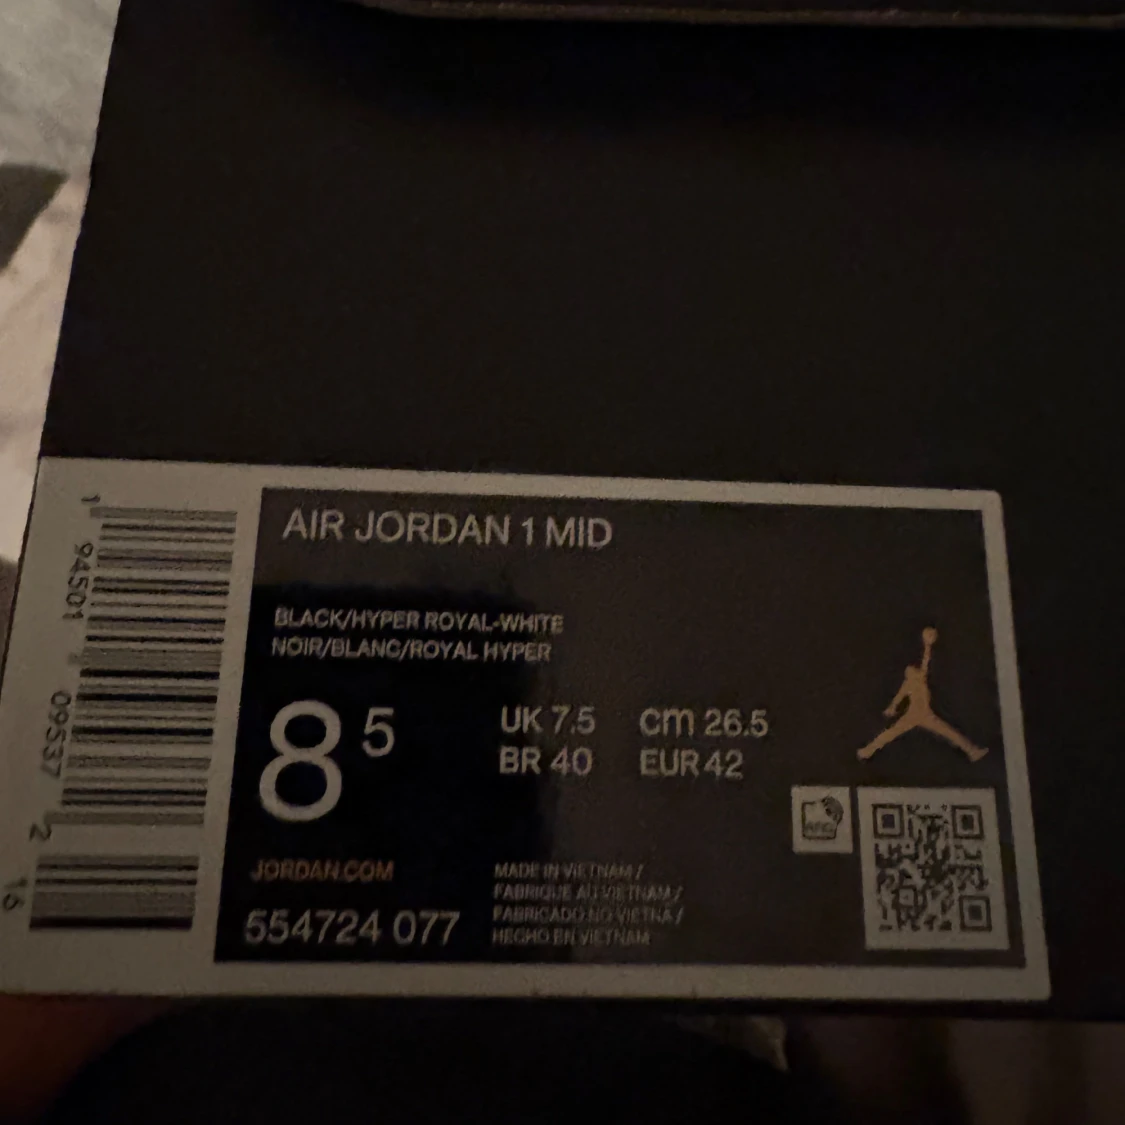 AIR JORDAN 1 MID
BLACK/HYPER ROYAL-WHITE
NOIR/BLANC/ROYAL HYPER
8 5
UK 7.5 cm 26.5
BR 40 EUR 42
JORDAN.COM
554724 077
MADE IN VIETNAM /
FABRIQUE AU VIETNAM /
FABRICADO NO VIETNA /
HECHO EN VIETNAM
RFID
1 94501 09537 2